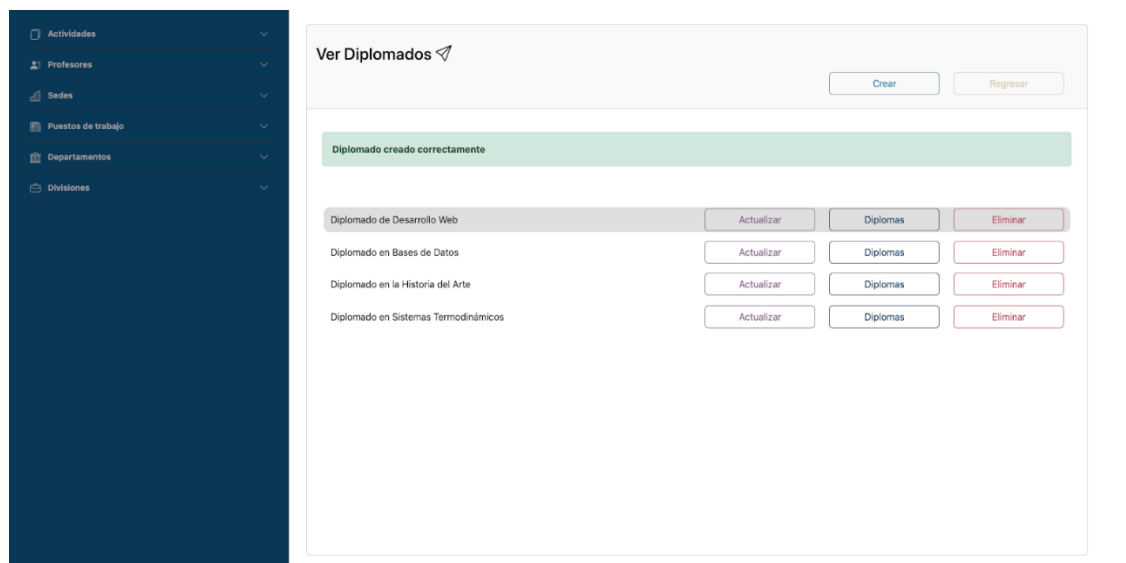 Actividades
Profesores
Sedes
Puestos de trabajo
Departamentos
Divisiones
Ver Diplomados
Crear Regresar
Diplomado creado correctamente
Diplomado de Desarrollo Web Actualizar Diplomas Eliminar
Diplomado en Bases de Datos Actualizar Diplomas Eliminar
Diplomado en la Historia del Arte Actualizar Diplomas Eliminar
Diplomado en Sistemas Termodinámicos Actualizar Diplomas Eliminar